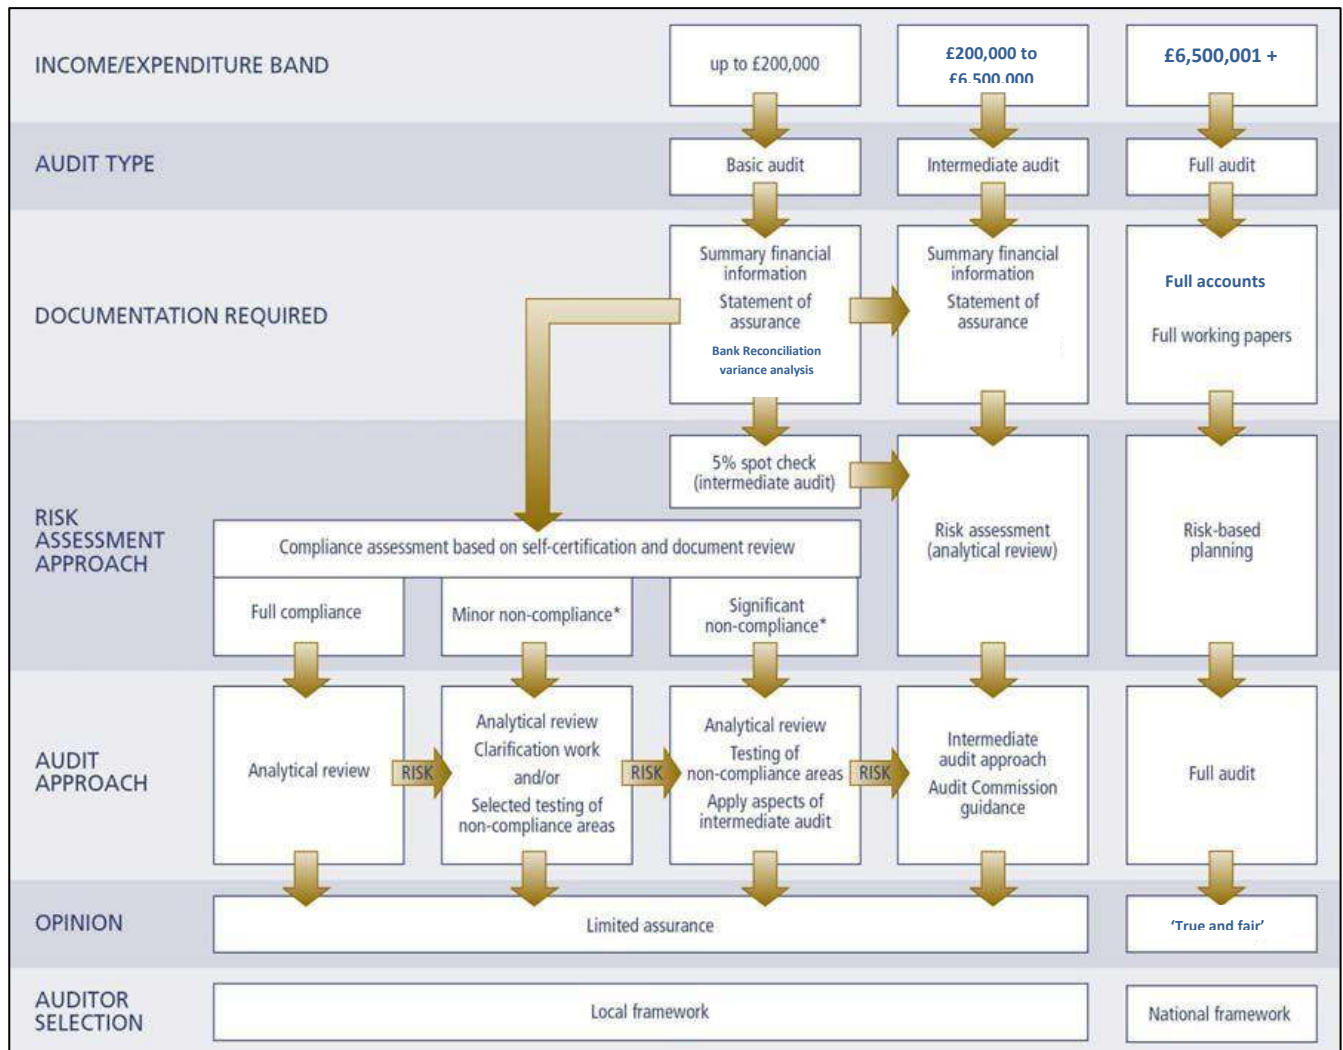 INCOME/EXPENDITURE BAND
up to £200,000
£200,000 to
£6,500,000
£6,500,001 +
AUDIT TYPE
Basic audit
Intermediate audit
Full audit
DOCUMENTATION REQUIRED
Summary financial
information
Statement of
assurance
Bank Reconciliation
variance analysis
Summary financial
information
Statement of
assurance
Full accounts
Full working papers
RISK
ASSESSMENT
APPROACH
5% spot check
(intermediate audit)
Compliance assessment based on self-certification and document review
Full compliance
Minor non-compliance*
Significant
non-compliance*
Risk assessment
(analytical review)
Risk-based
planning
AUDIT
APPROACH
Analytical review
RISK
Analytical review
Clarification work
and/or
Selected testing of
non-compliance areas
RISK
Analytical review
Testing of
non-compliance areas
Apply aspects of
intermediate audit
RISK
Intermediate
audit approach
Audit Commission
guidance
Full audit
OPINION
Limited assurance
‘True and fair’
AUDITOR
SELECTION
Local framework
National framework